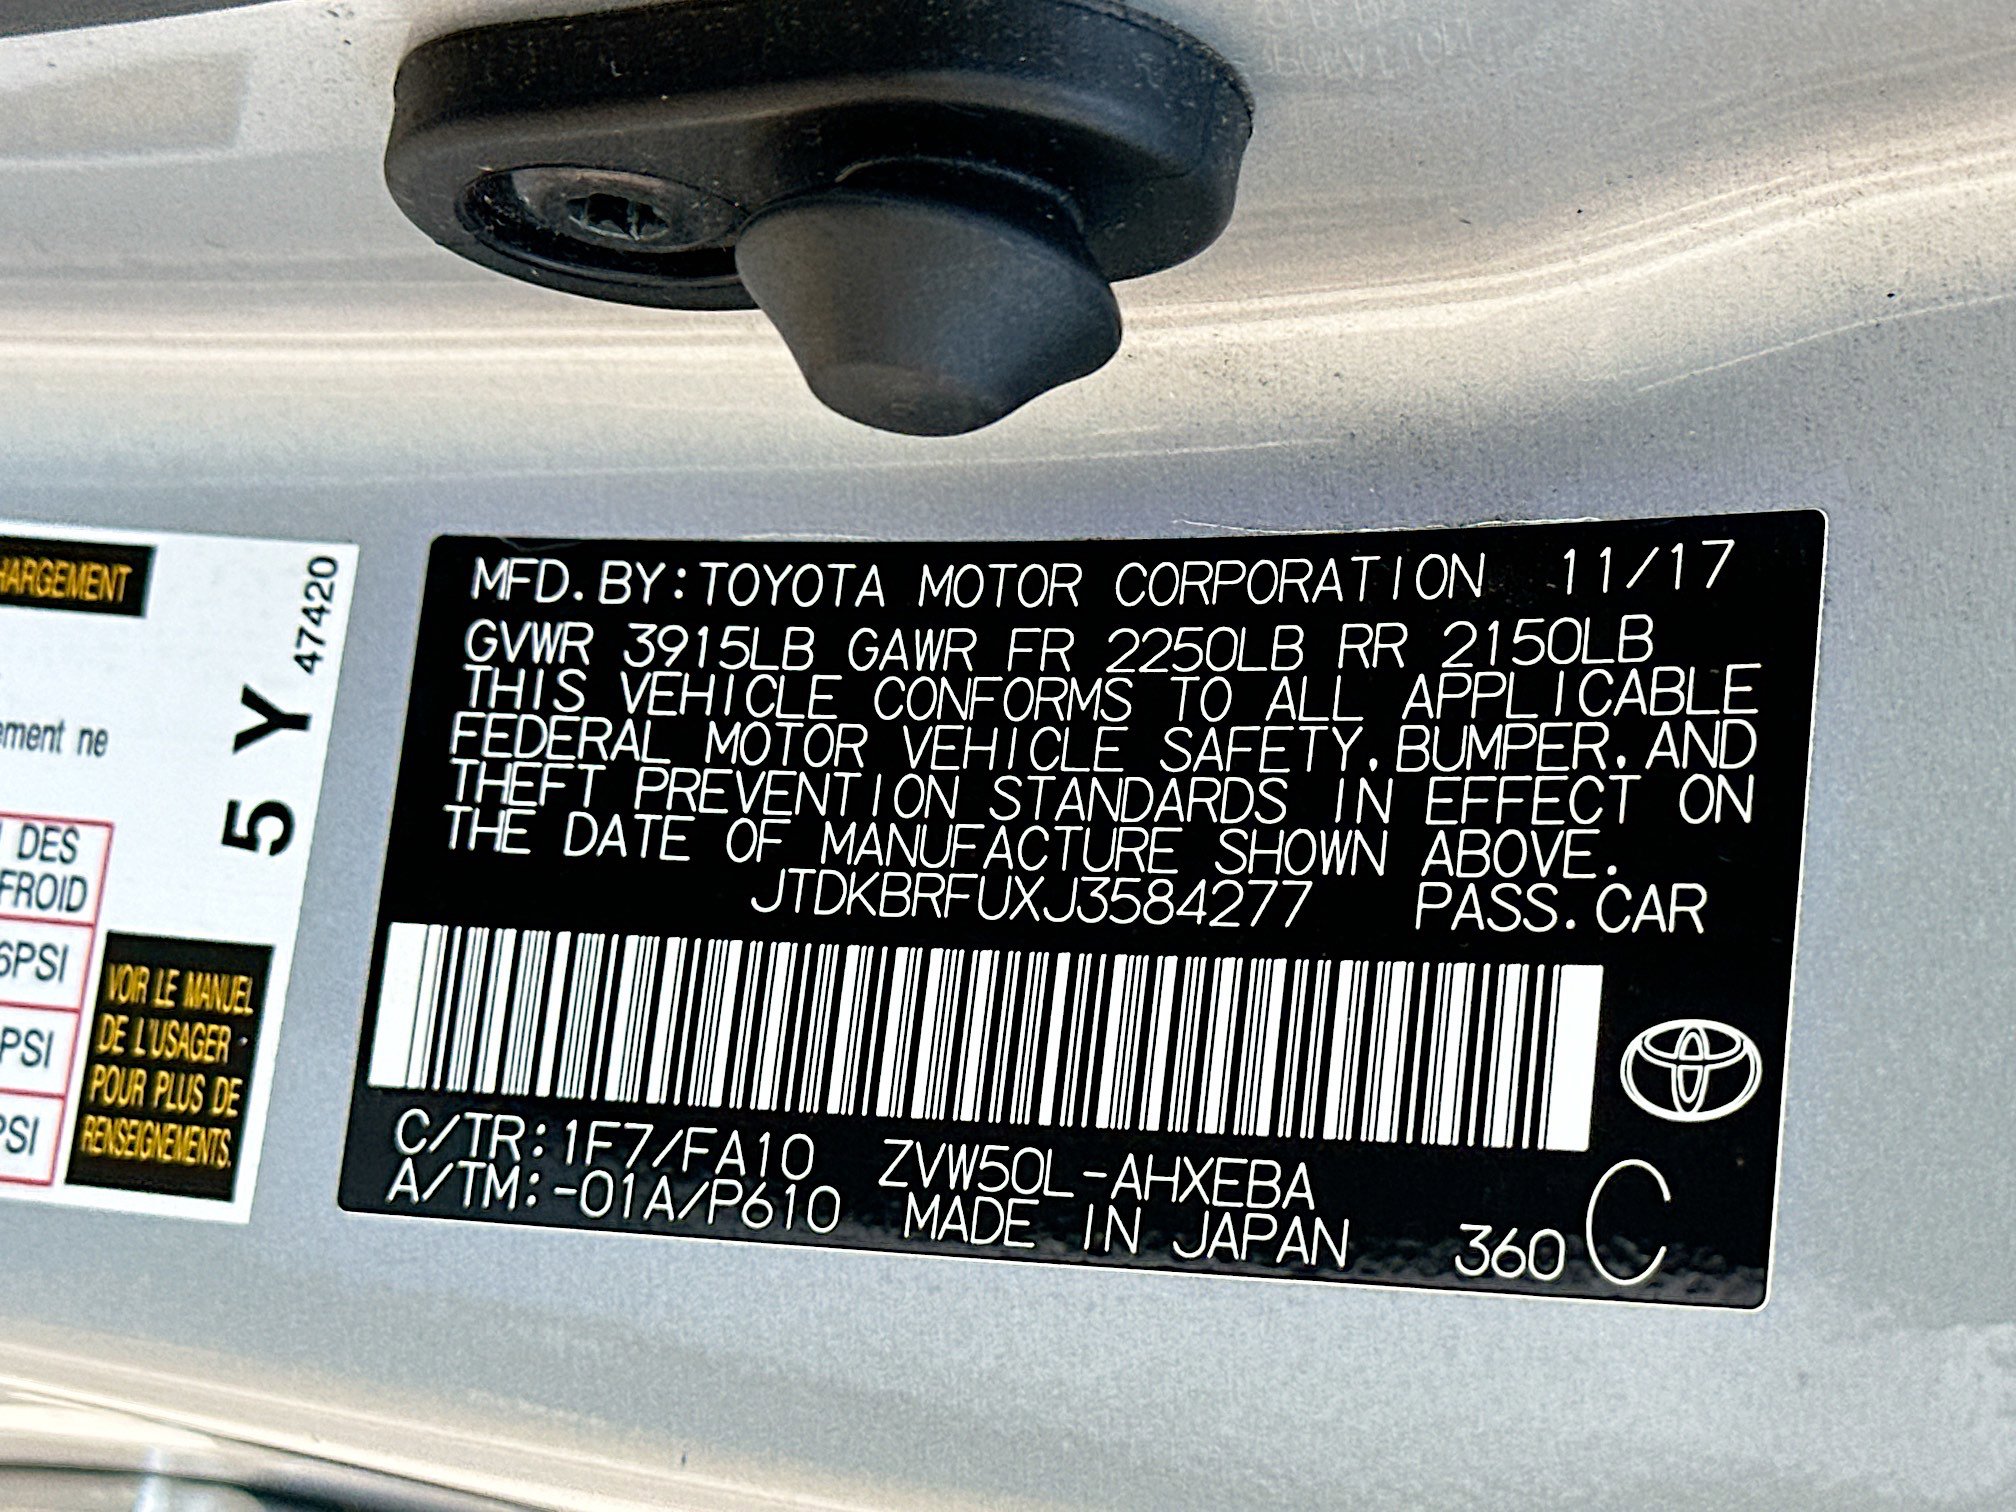 HARGEMENT
47420
5 Y
ement ne
DES
FROID
6PSI
PSI
PSI
VOIR LE MANUEL
DE L'USAGER
POUR PLUS DE
RENSEIGNEMENTS.
MFD.BY:TOYOTA MOTOR CORPORATION 11/17
GVWR 3915LB GAWR FR 2250LB RR 2150LB
THIS VEHICLE CONFORMS TO ALL APPLICABLE
FEDERAL MOTOR VEHICLE SAFETY,BUMPER,AND
THEFT PREVENTION STANDARDS IN EFFECT ON
THE DATE OF MANUFACTURE SHOWN ABOVE.
JTDKBRFUXJ3584277 PASS.CAR
C/TR:1F7/FA10 ZVW50L-AHXEBA
A/TM:-01A/P610 MADE IN JAPAN 360 C